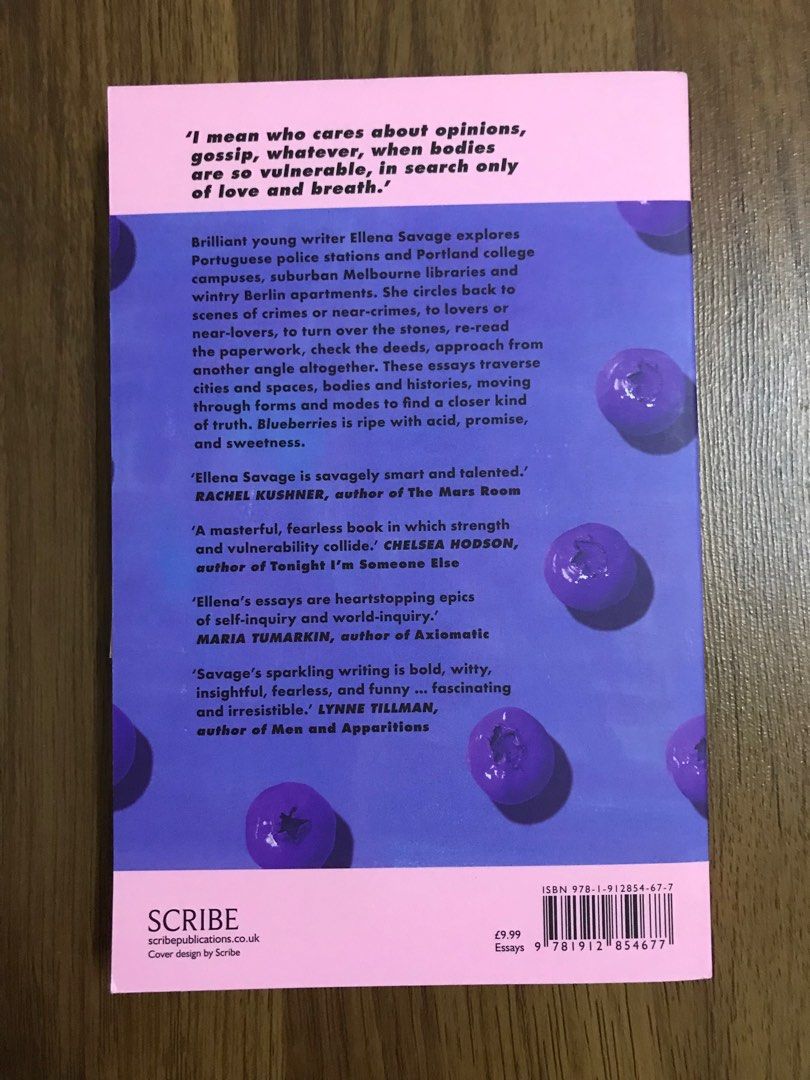 ‘I mean who cares about opinions,
gossip, whatever, when bodies
are so vulnerable, in search only
of love and breath.’
Brilliant young writer Ellena Savage explores
Portuguese police stations and Portland college
campuses, suburban Melbourne libraries and
wintry Berlin apartments. She circles back to
scenes of crimes or near-crimes, to lovers or
near-lovers, to turn over the stones, re-read
the paperwork, check the deeds, approach from
another angle altogether. These essays traverse
cities and spaces, bodies and histories, moving
through forms and modes to find a closer kind
of truth. Blueberries is ripe with acid, promise,
and sweetness.
‘Ellena Savage is savagely smart and talented.’
RACHEL KUSHNER, author of The Mars Room
‘A masterful, fearless book in which strength
and vulnerability collide.’ CHELSEA HODSON,
author of Tonight I’m Someone Else
‘Ellena’s essays are heartstopping epics
of self-inquiry and world-inquiry.’
MARIA TUMARKIN, author of Axiomatic
‘Savage’s sparkling writing is bold, witty,
insightful, fearless, and funny ... fascinating
and irresistible.’ LYNNE TILLMAN,
author of Men and Apparitions
SCRIBE
scribepublications.co.uk
Cover design by Scribe
£9.99
Essays
ISBN 978-1-912854-67-7
9 781912 854677